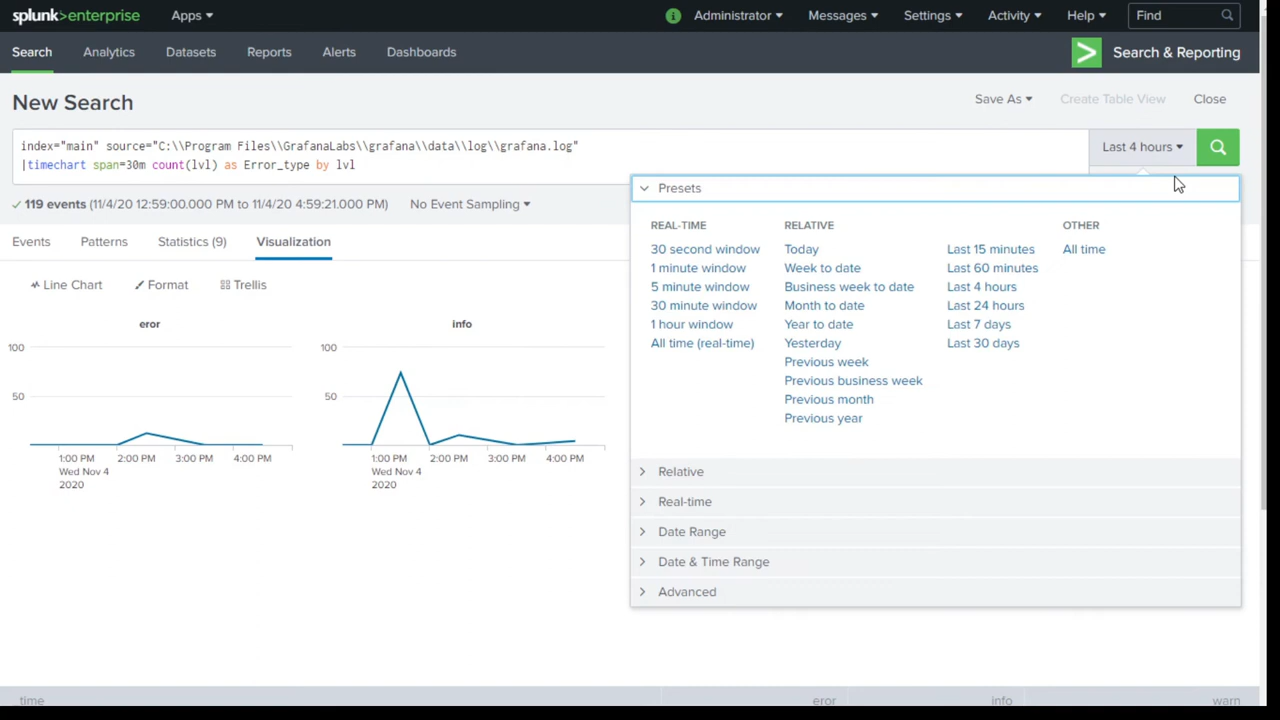 splunk>enterprise Apps Administrator Messages Settings Activity Help Find
Search Analytics Datasets Reports Alerts Dashboards Search & Reporting
New Search Save As Create Table View Close
index="main" source="C:\\Program Files\\GrafanaLabs\\grafana\\data\\log\\grafana.log"
|timechart span=30m count(lvl) as Error_type by lvl
Last 4 hours
119 events (11/4/20 12:59:00.000 PM to 11/4/20 4:59:21.000 PM) No Event Sampling
Events Patterns Statistics (9) Visualization
Line Chart Format Trellis
eror
100
50
1:00 PM 2:00 PM 3:00 PM 4:00 PM
Wed Nov 4
2020
info
100
50
1:00 PM 2:00 PM 3:00 PM 4:00 PM
Wed Nov 4
2020
Presets
REAL-TIME
30 second window
1 minute window
5 minute window
30 minute window
1 hour window
All time (real-time)
RELATIVE
Today
Week to date
Business week to date
Month to date
Year to date
Yesterday
Previous week
Previous business week
Previous month
Previous year
Last 15 minutes
Last 60 minutes
Last 4 hours
Last 24 hours
Last 7 days
Last 30 days
OTHER
All time
Relative
Real-time
Date Range
Date & Time Range
Advanced
time eror info warn